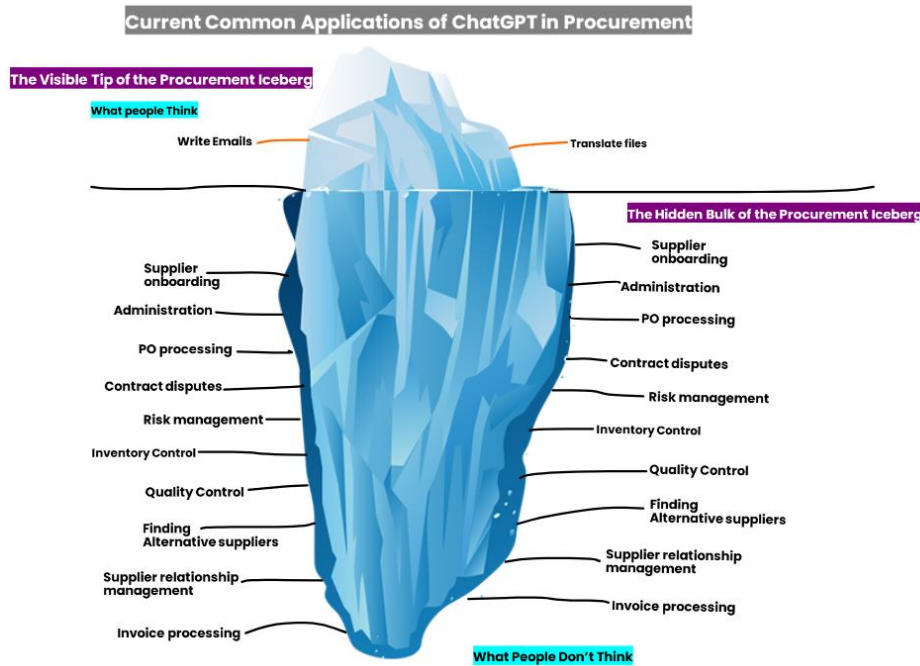 Current Common Applications of ChatGPT in Procurement
The Visible Tip of the Procurement Iceberg
What people Think
Write Emails
Translate files
The Hidden Bulk of the Procurement Iceberg
Supplier
onboarding
Administration
PO processing
Contract disputes
Risk management
Inventory Control
Quality Control
Finding
Alternative suppliers
Supplier relationship
management
Invoice processing
Supplier
onboarding
Administration
PO processing
Contract disputes
Risk management
Inventory Control
Quality Control
Finding
Alternative suppliers
Supplier relationship
management
Invoice processing
What People Don't Think